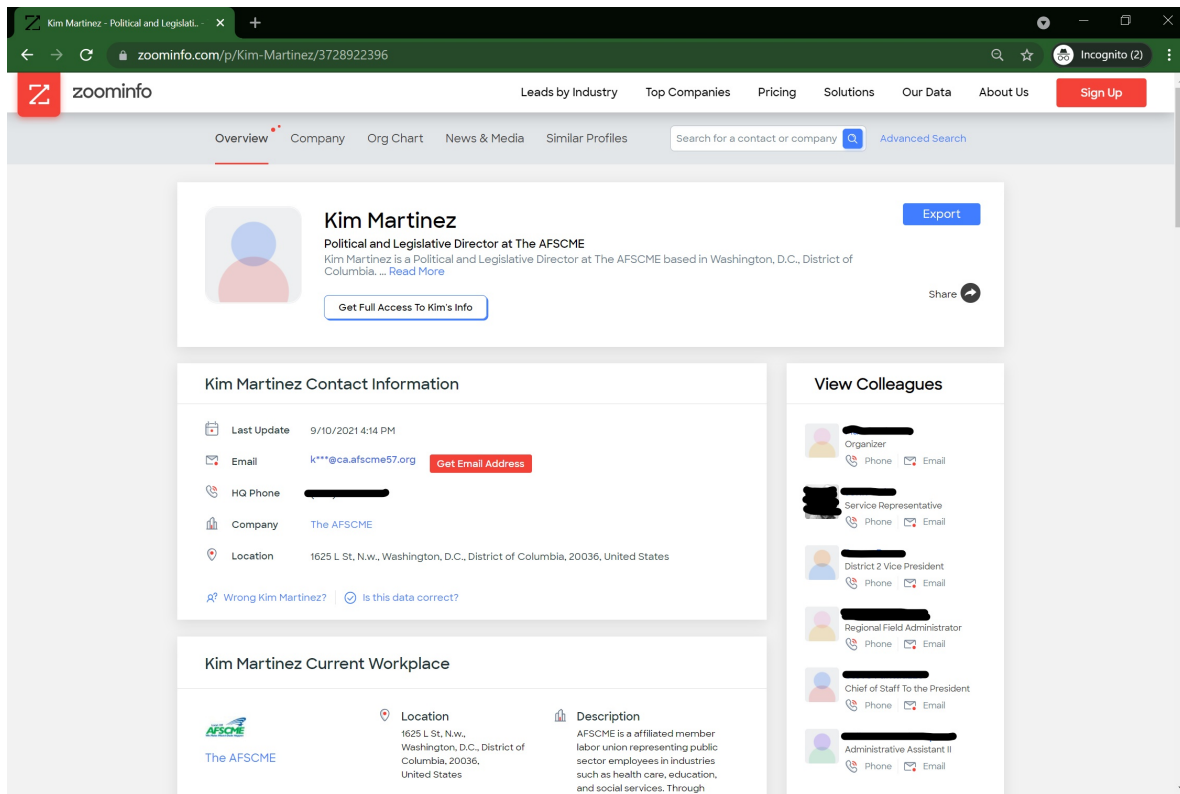 Kim Martinez - Political and Legislati.. -
zoominfo.com/p/Kim-Martinez/3728922396
Incognito (2)
zoominfo
Leads by Industry
Top Companies
Pricing
Solutions
Our Data
About Us
Sign Up
Overview
Company
Org Chart
News & Media
Similar Profiles
Search for a contact or company
Advanced Search
Kim Martinez
Political and Legislative Director at The AFSCME
Kim Martinez is a Political and Legislative Director at The AFSCME based in Washington, D.C., District of
Columbia. ... Read More
Get Full Access To Kim's Info
Export
Share
Kim Martinez Contact Information
Last Update 9/10/2021 4:14 PM
Email k***@ca.afscme57.org Get Email Address
HQ Phone
Company The AFSCME
Location 1625 L St, N.w., Washington, D.C., District of Columbia, 20036, United States
Wrong Kim Martinez? Is this data correct?
Kim Martinez Current Workplace
AFSCME
The AFSCME
Location
1625 L St, N.w.,
Washington, D.C., District of
Columbia, 20036,
United States
Description
AFSCME is a affiliated member
labor union representing public
sector employees in industries
such as health care, education,
and social services. Through
View Colleagues
Organizer
Phone Email
Service Representative
Phone Email
District 2 Vice President
Phone Email
Regional Field Administrator
Phone Email
Chief of Staff To the President
Phone Email
Administrative Assistant II
Phone Email